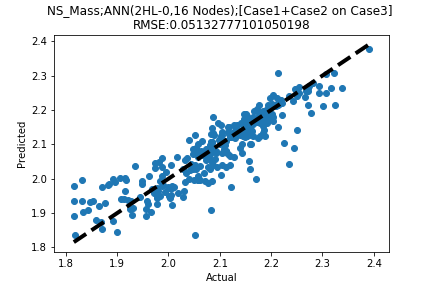 NS_Mass;ANN(2HL-0,16 Nodes);[Case1+Case2 on Case3]
RMSE:0.05132777101050198
2.4
2.3
2.2
2.1
2.0
1.9
1.8
Predicted
1.8 1.9 2.0 2.1 2.2 2.3 2.4
Actual